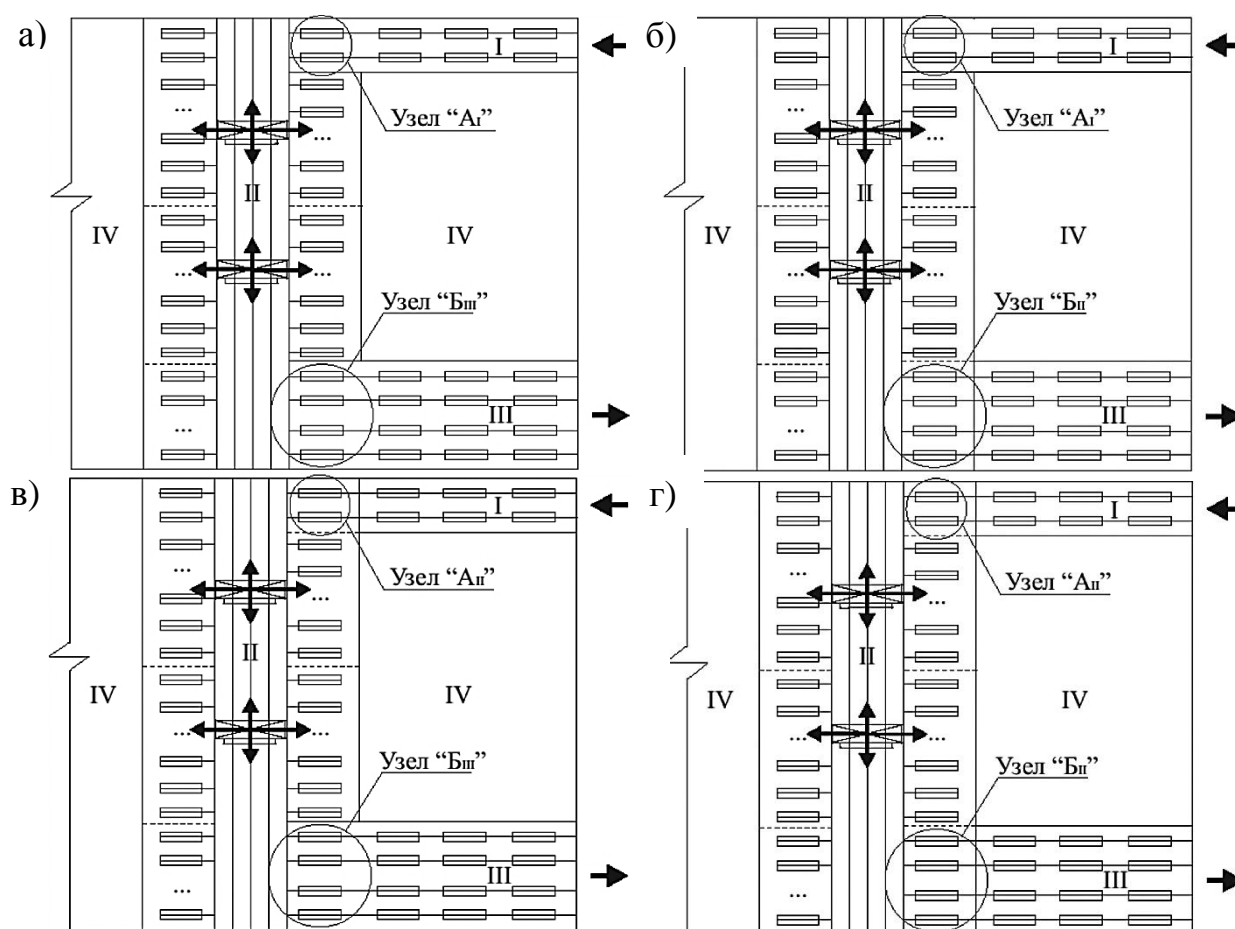 а)
I
Узел “АI”
...
...
II
IV
IV
...
...
Узел “БIII”
III
...
б)
I
Узел “АI”
...
...
II
IV
IV
...
...
Узел “БII”
III
...
в)
I
Узел “АII”
...
...
II
IV
IV
...
...
Узел “БIII”
III
...
г)
I
Узел “АII”
...
...
II
IV
IV
...
...
Узел “БII”
III
...